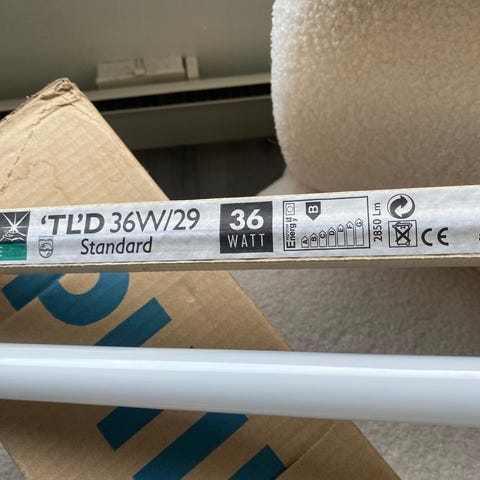 'TL'D 36W/29
Standard
36
WATT
Energy
B
A B C D E F G
2850 Lm
CE